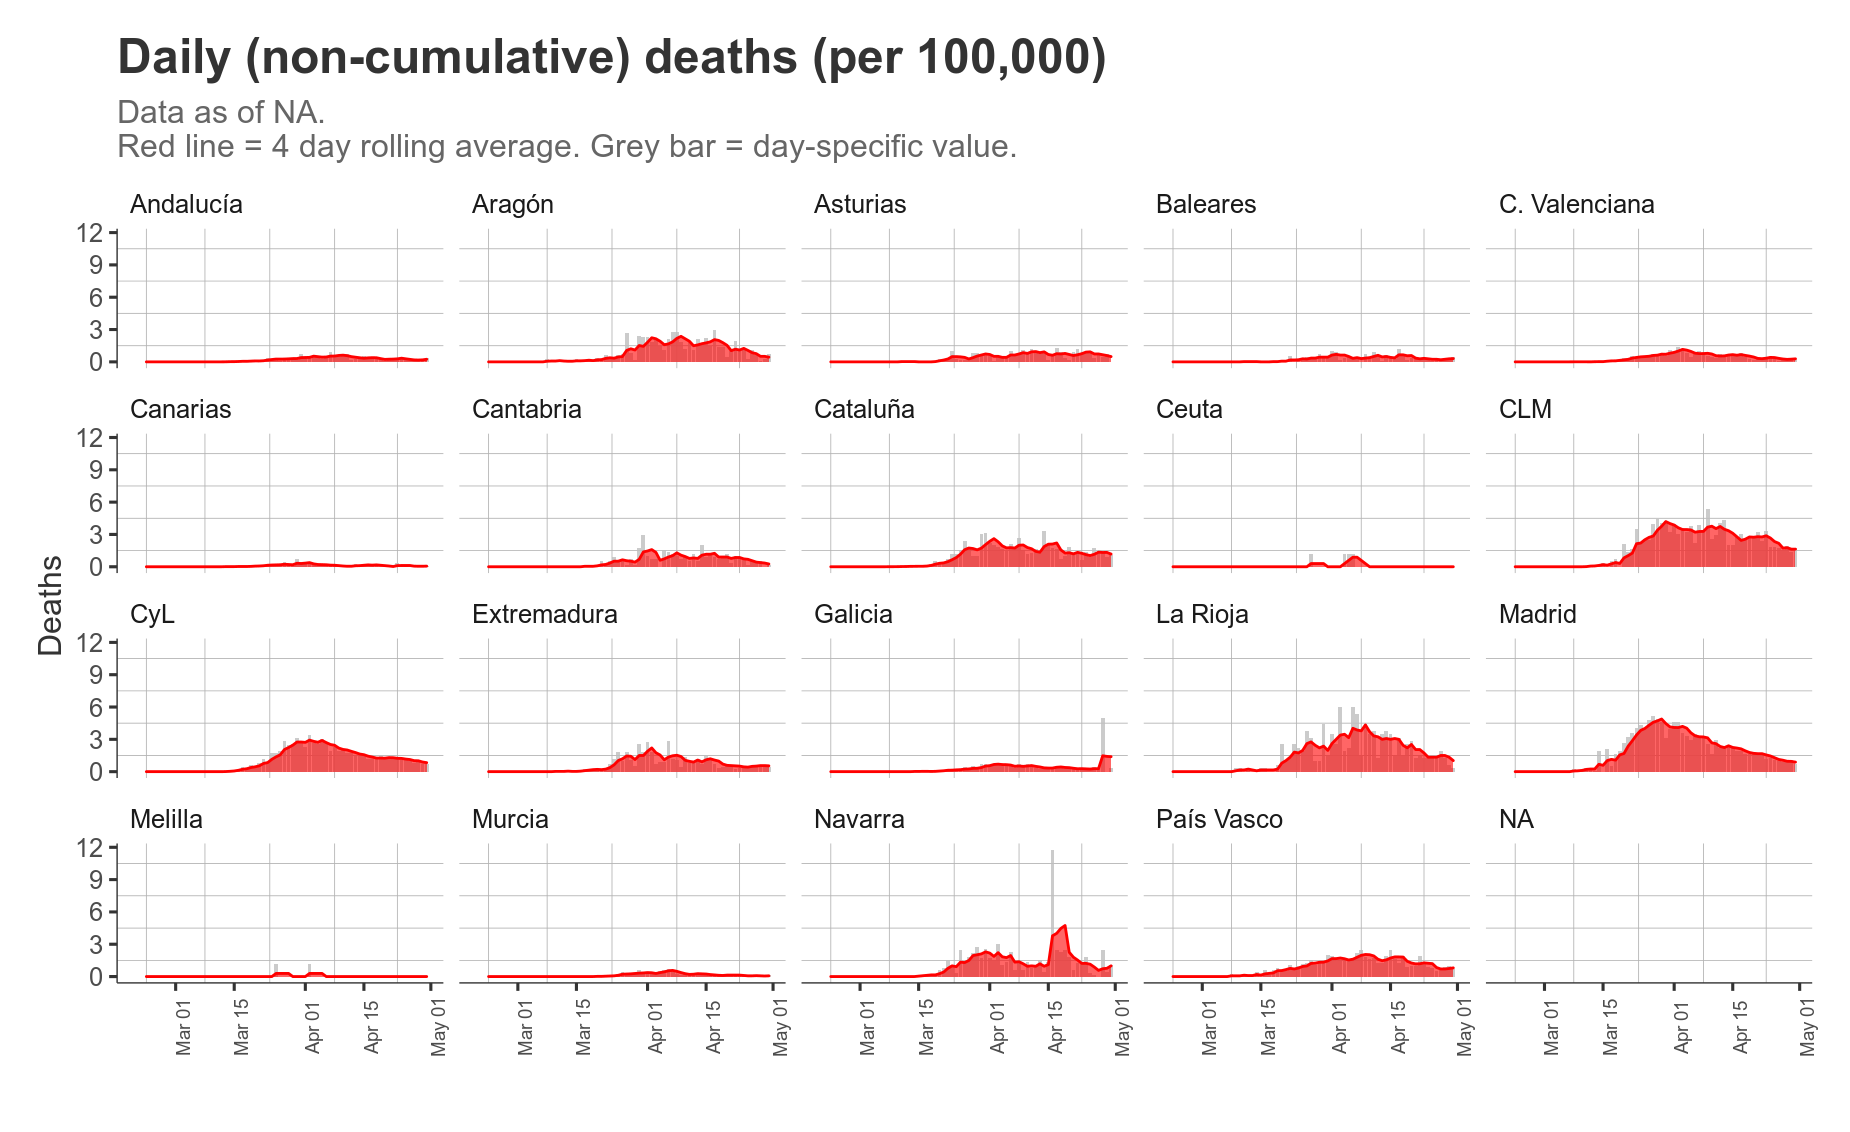 Daily (non-cumulative) deaths (per 100,000)
Data as of NA.
Red line = 4 day rolling average. Grey bar = day-specific value.
Andalucía Aragón Asturias Baleares C. Valenciana
12
9
6
3
0
Canarias Cantabria Cataluña Ceuta CLM
12
9
6
3
0
Deaths
CyL Extremadura Galicia La Rioja Madrid
12
9
6
3
0
Melilla Murcia Navarra País Vasco NA
12
9
6
3
0
Mar 01 Mar 15 Apr 01 Apr 15 May 01 Mar 01 Mar 15 Apr 01 Apr 15 May 01 Mar 01 Mar 15 Apr 01 Apr 15 May 01 Mar 01 Mar 15 Apr 01 Apr 15 May 01 Mar 01 Mar 15 Apr 01 Apr 15 May 01